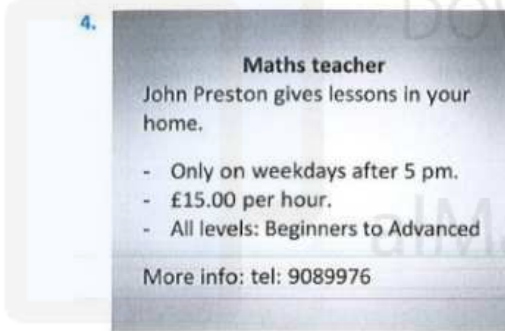 4.
Maths teacher
John Preston gives lessons in your
home.
- Only on weekdays after 5 pm.
- £15.00 per hour.
- All levels: Beginners to Advanced
More info: tel: 9089976